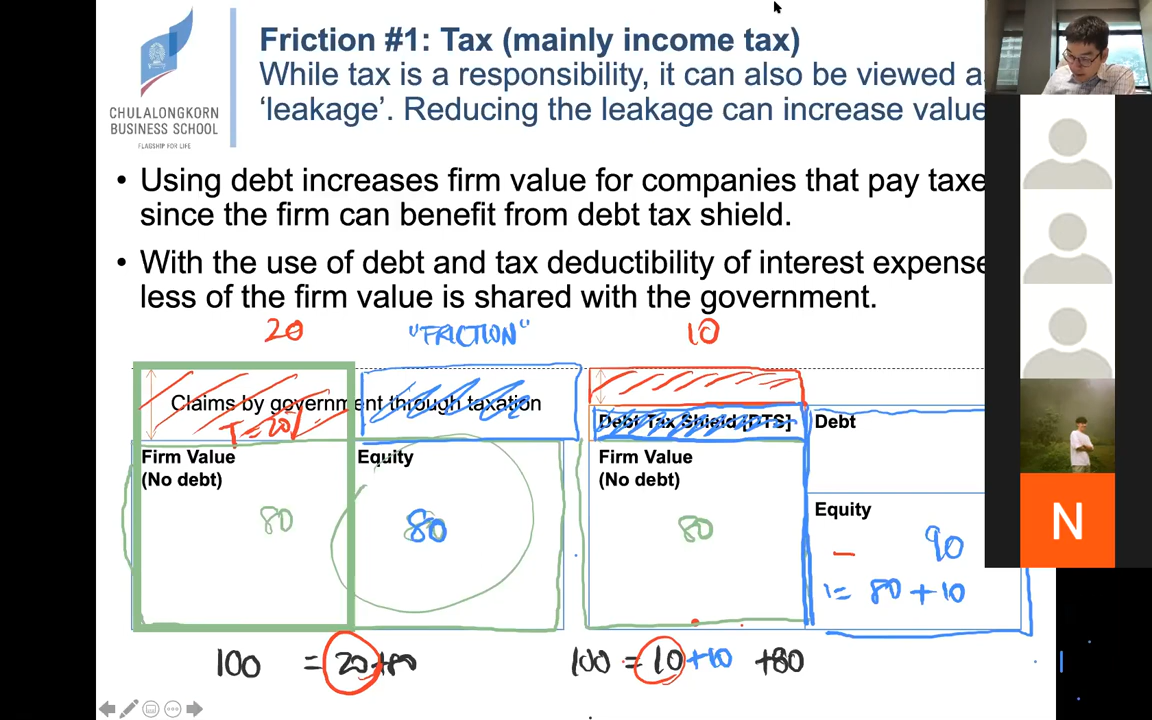 CHULALONGKORN
BUSINESS SCHOOL
FLAGSHIP FOR LIFE
Friction #1: Tax (mainly income tax)
While tax is a responsibility, it can also be viewed a
'leakage'. Reducing the leakage can increase value
• Using debt increases firm value for companies that pay taxe
since the firm can benefit from debt tax shield.
• With the use of debt and tax deductibility of interest expense
less of the firm value is shared with the government.
20
"FRICTION"
10
Claims by government through taxation
T=20%
Firm Value
(No debt)
80
Equity
80
Debt Tax Shield [DTS]
Firm Value
(No debt)
80
Debt
Equity
90
= 80 + 10
100 = 20 + 80
100 = 10 + 10 + 80
N